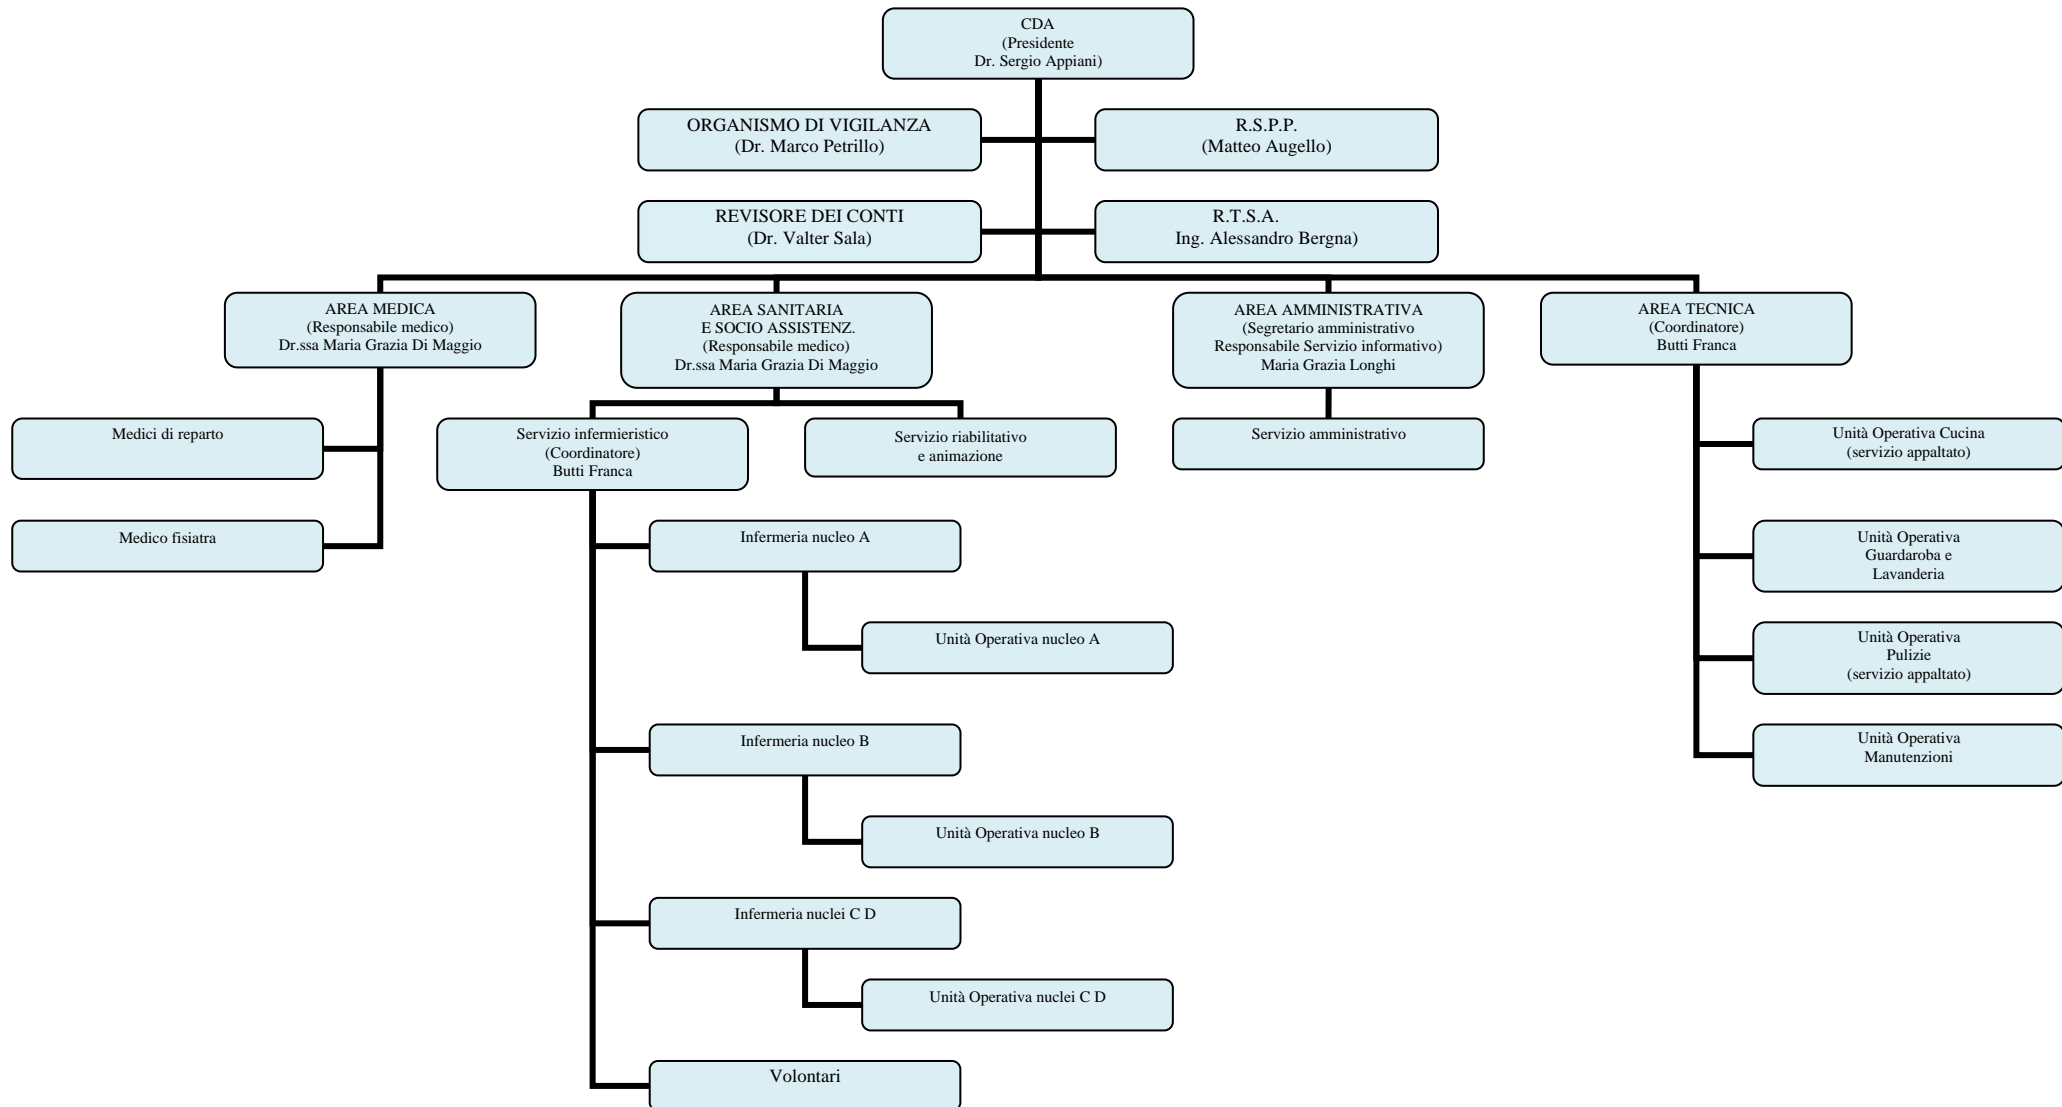 CDA
(Presidente
Dr. Sergio Appiani)
ORGANISMO DI VIGILANZA
(Dr. Marco Petrillo)
R.S.P.P.
(Matteo Augello)
REVISORE DEI CONTI
(Dr. Valter Sala)
R.T.S.A.
Ing. Alessandro Bergna)
AREA MEDICA
(Responsabile medico)
Dr.ssa Maria Grazia Di Maggio
AREA SANITARIA
E SOCIO ASSISTENZ.
(Responsabile medico)
Dr.ssa Maria Grazia Di Maggio
AREA AMMINISTRATIVA
(Segretario amministrativo
Responsabile Servizio informativo)
Maria Grazia Longhi
AREA TECNICA
(Coordinatore)
Butti Franca
Medici di reparto
Servizio infermieristico
(Coordinatore)
Butti Franca
Servizio riabilitativo
e animazione
Servizio amministrativo
Unità Operativa Cucina
(servizio appaltato)
Medico fisiatra
Infermeria nucleo A
Unità Operativa
Guardaroba e
Lavanderia
Unità Operativa nucleo A
Unità Operativa
Pulizie
(servizio appaltato)
Infermeria nucleo B
Unità Operativa
Manutenzioni
Unità Operativa nucleo B
Infermeria nuclei C D
Unità Operativa nuclei C D
Volontari